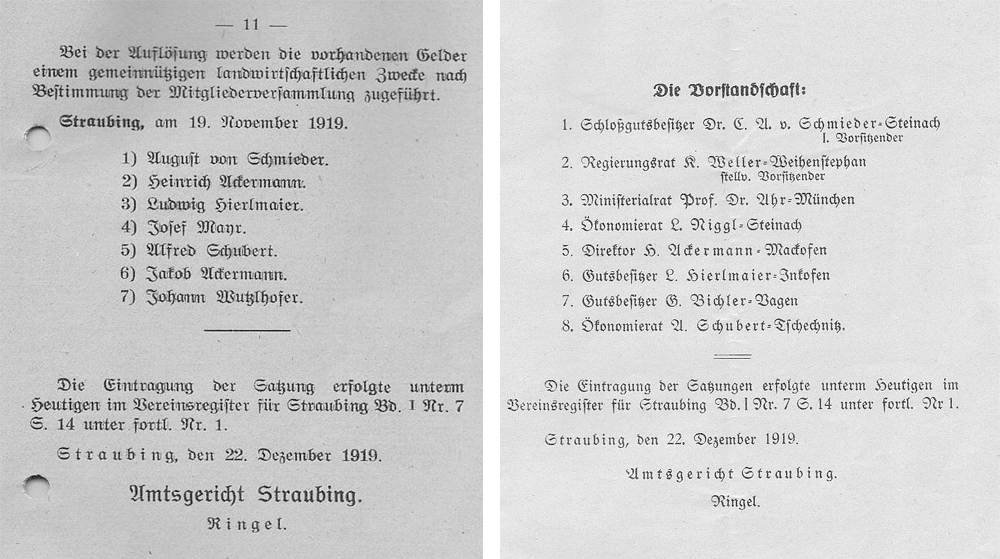 — 11 —
Bei der Auflösung werden die vorhandenen Gelder
einem gemeinnützigen landwirtschaftlichen Zwecke nach
Bestimmung der Mitgliederversammlung zugeführt.
Straubing, am 19. November 1919.
1) August von Schmieder.
2) Heinrich Ackermann.
3) Ludwig Hierlmaier.
4) Josef Mayr.
5) Alfred Schubert.
6) Jakob Ackermann.
7) Johann Wutzlhofer.
Die Eintragung der Satzung erfolgte unterm
Heutigen im Vereinsregister für Straubing Bd. I Nr. 7
S. 14 unter fortl. Nr. 1.
Straubing, den 22. Dezember 1919.
Amtsgericht Straubing.
Ringel.
Die Vorstandschaft:
1. Schloßgutsbesitzer Dr. C. A. v. Schmieder-Steinach
I. Vorsitzender
2. Regierungsrat K. Weller-Weihenstephan
stellv. Vorsitzender
3. Ministerialrat Prof. Dr. Ahr-München
4. Ökonomierat L. Niggl-Steinach
5. Direktor H. Ackermann-Mackofen
6. Gutsbesitzer L. Hierlmaier-Inkofen
7. Gutsbesitzer G. Bichler-Vagen
8. Ökonomierat A. Schubert-Tschechnitz.
Die Eintragung der Satzungen erfolgte unterm Heutigen im
Vereinsregister für Straubing Bd. I Nr. 7 S. 14 unter fortl. Nr 1.
Straubing, den 22. Dezember 1919.
Amtsgericht Straubing.
Ringel.